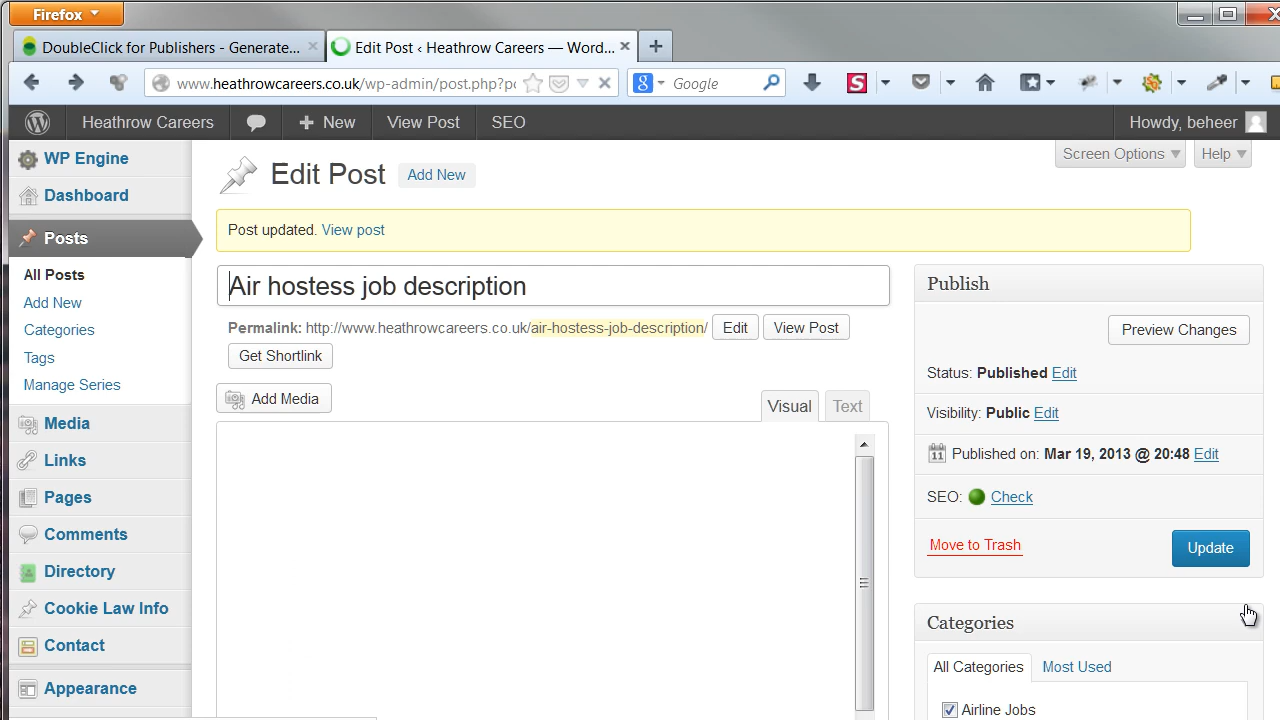 Firefox
DoubleClick for Publishers - Generate...
Edit Post ‹ Heathrow Careers — Word...
www.heathrowcareers.co.uk/wp-admin/post.php?pc
Google
Heathrow Careers
New
View Post
SEO
Howdy, beheer
WP Engine
Dashboard
Posts
All Posts
Add New
Categories
Tags
Manage Series
Media
Links
Pages
Comments
Directory
Cookie Law Info
Contact
Appearance
Screen Options
Help
Edit Post
Add New
Post updated. View post
Air hostess job description
Permalink: http://www.heathrowcareers.co.uk/air-hostess-job-description/ Edit View Post
Get Shortlink
Add Media
Visual
Text
Publish
Preview Changes
Status: Published Edit
Visibility: Public Edit
11 Published on: Mar 19, 2013 @ 20:48 Edit
SEO: Check
Move to Trash
Update
Categories
All Categories
Most Used
Airline Jobs